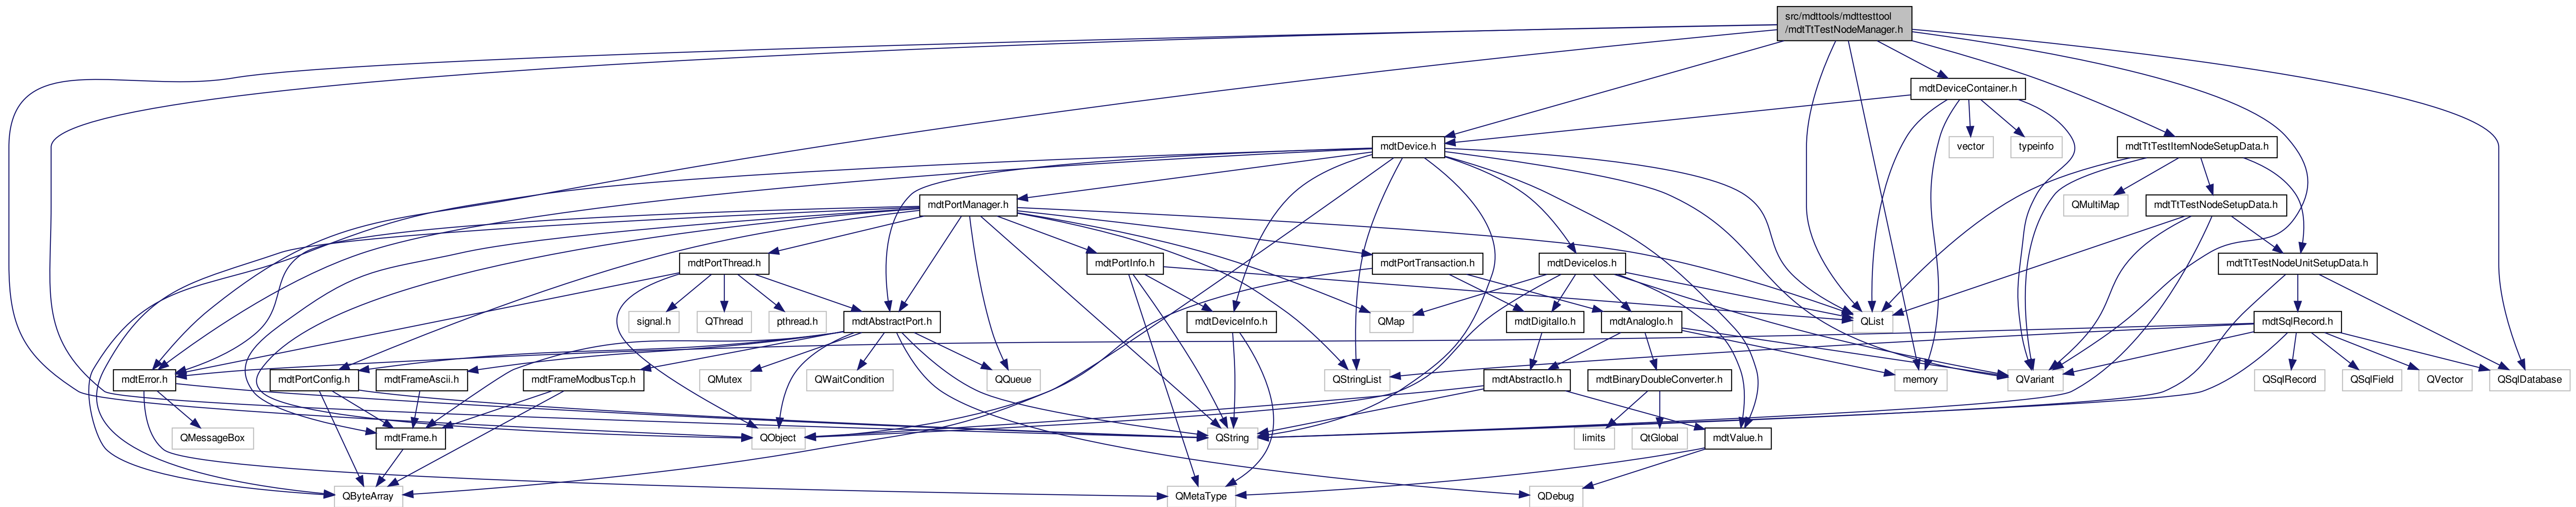 src/mdttools/mdttesttool
/mdtTtTestNodeManager.h
mdtDeviceContainer.h
mdtDevice.h
vector
typeinfo
mdtTtTestItemNodeSetupData.h
mdtPortManager.h
QMultiMap
mdtTtTestNodeSetupData.h
mdtPortThread.h
mdtPortInfo.h
mdtPortTransaction.h
mdtDeviceIos.h
mdtTtTestNodeUnitSetupData.h
signal.h
QThread
pthread.h
mdtAbstractPort.h
mdtDeviceInfo.h
QMap
mdtDigitalIo.h
mdtAnalogIo.h
QList
mdtSqlRecord.h
mdtError.h
mdtPortConfig.h
mdtFrameAscii.h
mdtFrameModbusTcp.h
QMutex
QWaitCondition
QQueue
QStringList
mdtAbstractIo.h
mdtBinaryDoubleConverter.h
memory
QVariant
QSqlRecord
QSqlField
QVector
QSqlDatabase
QMessageBox
mdtFrame.h
QObject
QString
limits
QtGlobal
mdtValue.h
QByteArray
QMetaType
QDebug